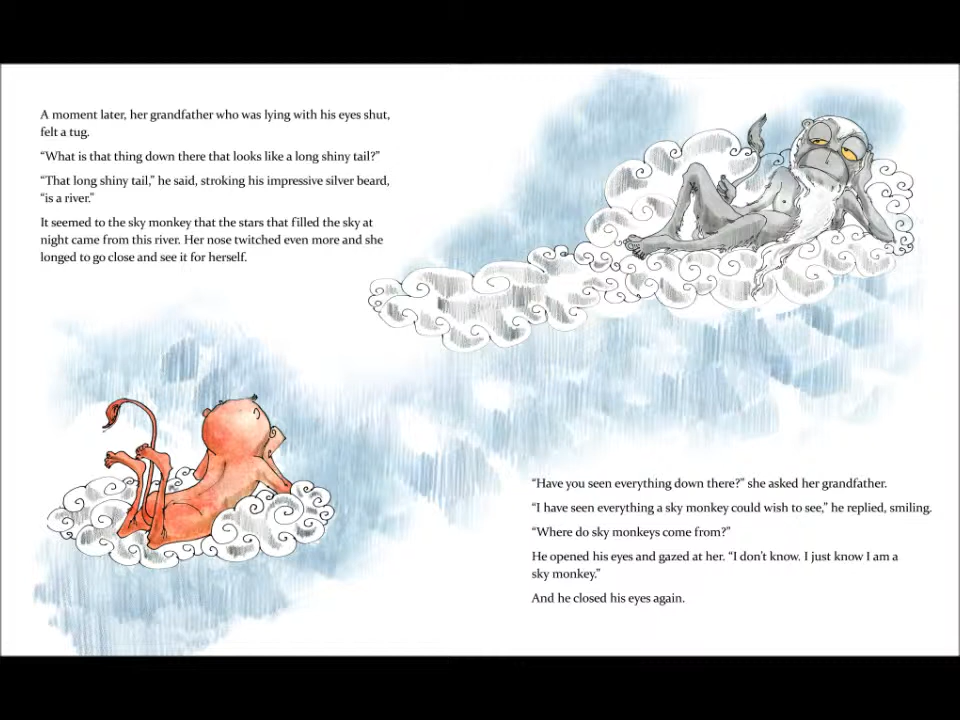 A moment later, her grandfather who was lying with his eyes shut,
felt a tug.
“What is that thing down there that looks like a long shiny tail?”
“That long shiny tail,” he said, stroking his impressive silver beard,
“is a river.”
It seemed to the sky monkey that the stars that filled the sky at
night came from this river. Her nose twitched even more and she
longed to go close and see it for herself.
“Have you seen everything down there?” she asked her grandfather.
“I have seen everything a sky monkey could wish to see,” he replied, smiling.
“Where do sky monkeys come from?”
He opened his eyes and gazed at her. “I don’t know. I just know I am a
sky monkey.”
And he closed his eyes again.